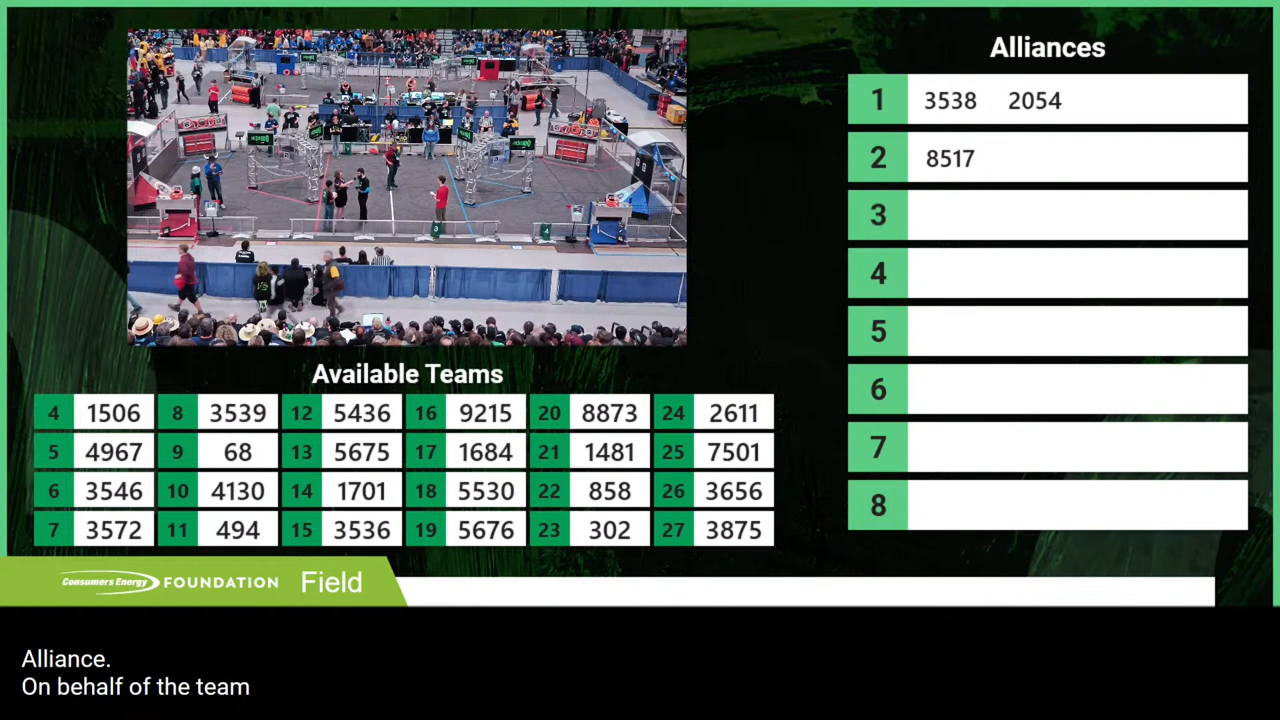 Alliances
1 3538 2054
2 8517
3
4
5
6
7
8
Available Teams
4 1506 8 3539 12 5436 16 9215 20 8873 24 2611
5 4967 9 68 13 5675 17 1684 21 1481 25 7501
6 3546 10 4130 14 1701 18 5530 22 858 26 3656
7 3572 11 494 15 3536 19 5676 23 302 27 3875
Consumers Energy FOUNDATION Field
Alliance.
On behalf of the team